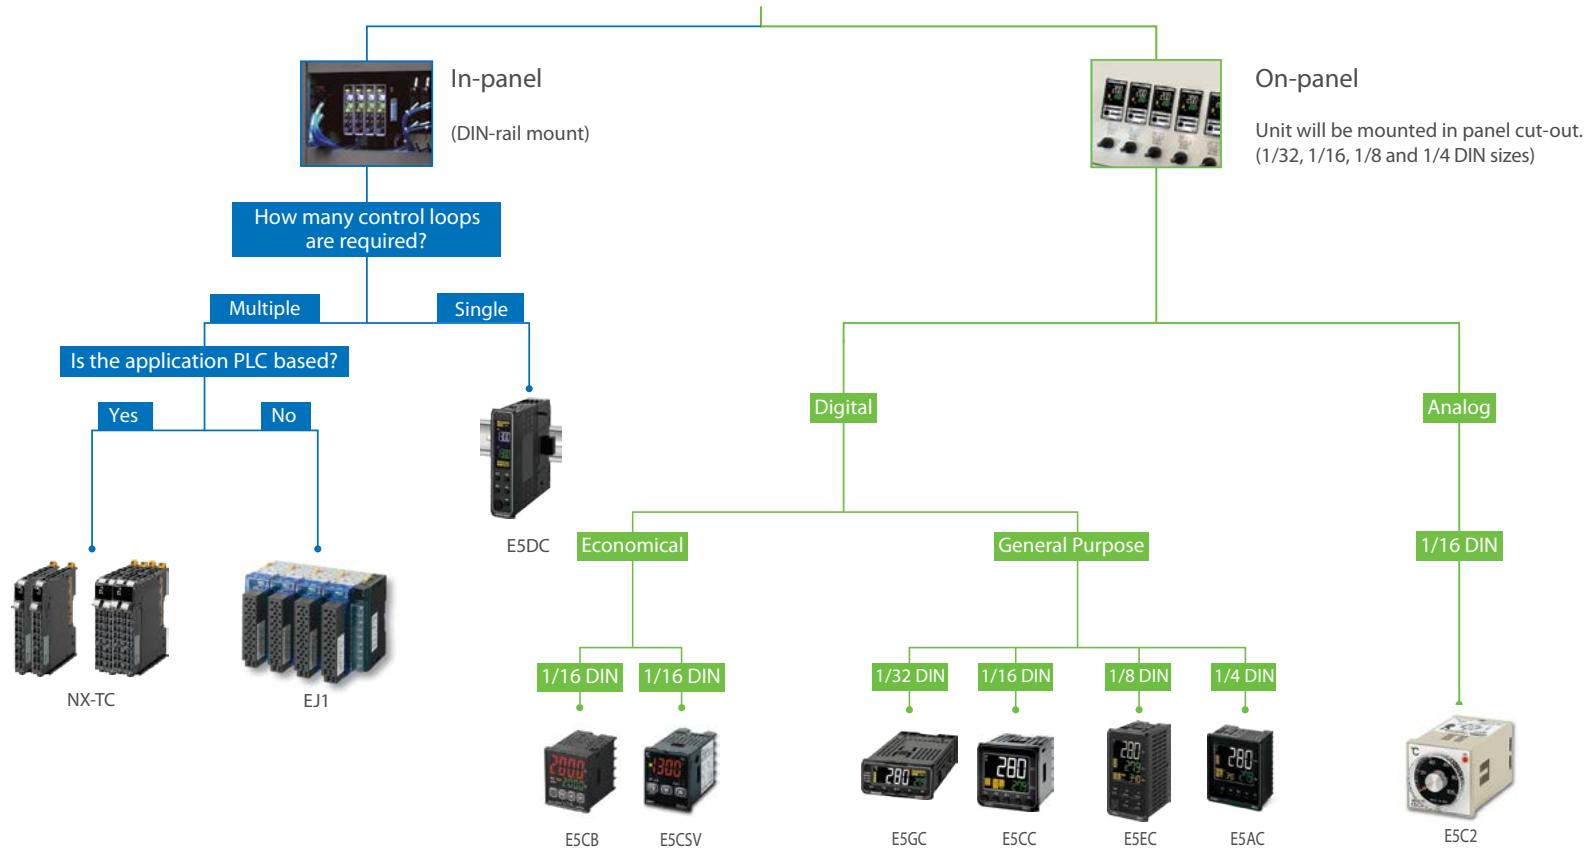 In-panel
(DIN-rail mount)
On-panel
Unit will be mounted in panel cut-out.
(1/32, 1/16, 1/8 and 1/4 DIN sizes)
How many control loops
are required?
Multiple
Single
Is the application PLC based?
Yes
No
Digital
Analog
E5DC
Economical
General Purpose
1/16 DIN
NX-TC
EJ1
1/16 DIN
1/16 DIN
1/32 DIN
1/16 DIN
1/8 DIN
1/4 DIN
E5CB
E5CSV
E5GC
E5CC
E5EC
E5AC
E5C2